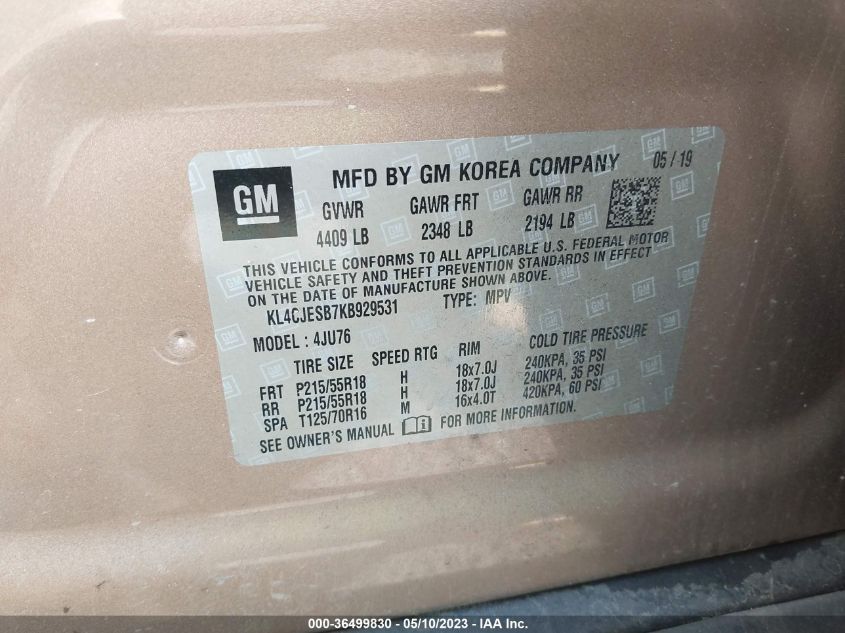 GM
MFD BY GM KOREA COMPANY 05 / 19
GVWR GAWR FRT GAWR RR
4409 LB 2348 LB 2194 LB
THIS VEHICLE CONFORMS TO ALL APPLICABLE U.S. FEDERAL MOTOR
VEHICLE SAFETY AND THEFT PREVENTION STANDARDS IN EFFECT
ON THE DATE OF MANUFACTURE SHOWN ABOVE.
KL4CJESB7KB929531 TYPE: MPV
MODEL : 4JU76
TIRE SIZE SPEED RTG RIM COLD TIRE PRESSURE
FRT P215/55R18 H 18x7.0J 240KPA, 35 PSI
RR P215/55R18 H 18x7.0J 240KPA, 35 PSI
SPA T125/70R16 M 16x4.0T 420KPA, 60 PSI
SEE OWNER'S MANUAL FOR MORE INFORMATION.
000-36499830 - 05/10/2023 - IAA Inc.